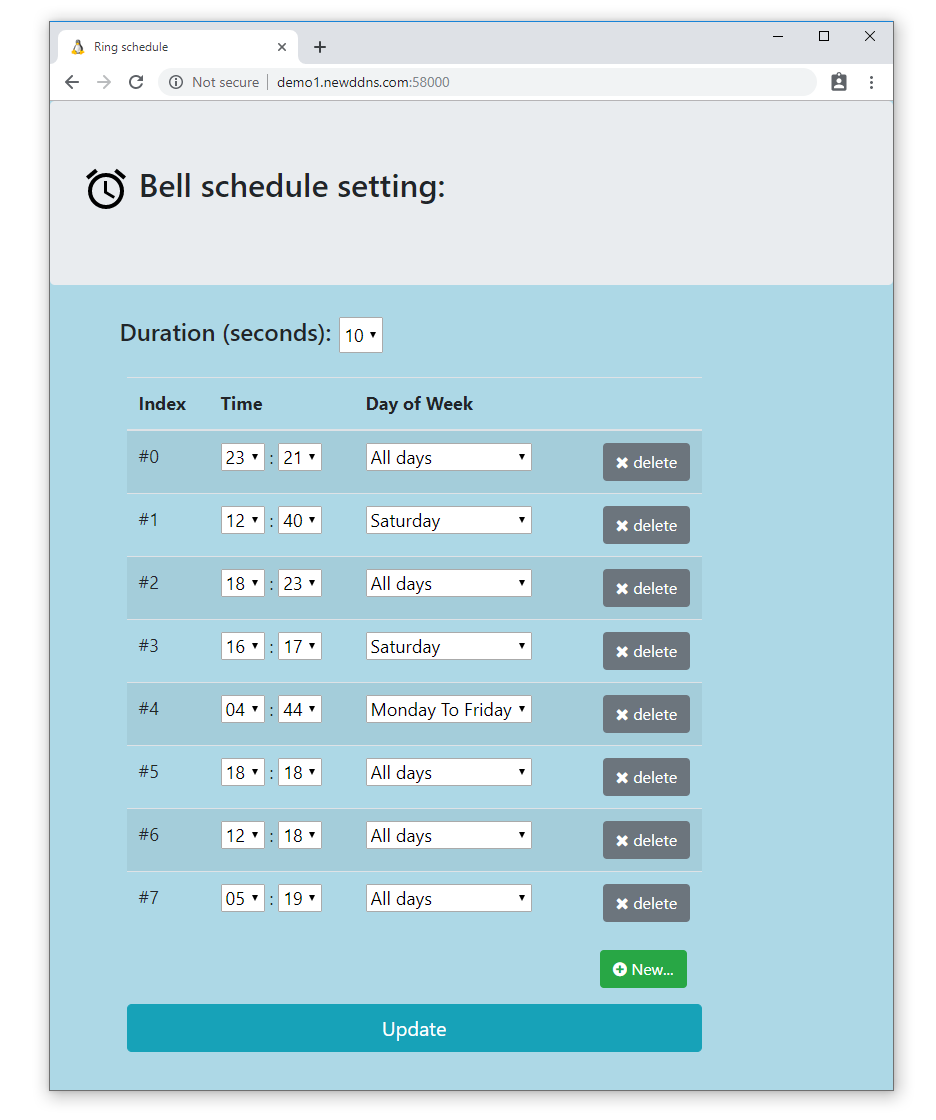 Ring schedule
Not secure | demo1.newddns.com:58000
Bell schedule setting:
Duration (seconds): 10
Index Time Day of Week
#0 23 : 21 All days delete
#1 12 : 40 Saturday delete
#2 18 : 23 All days delete
#3 16 : 17 Saturday delete
#4 04 : 44 Monday To Friday delete
#5 18 : 18 All days delete
#6 12 : 18 All days delete
#7 05 : 19 All days delete
New...
Update